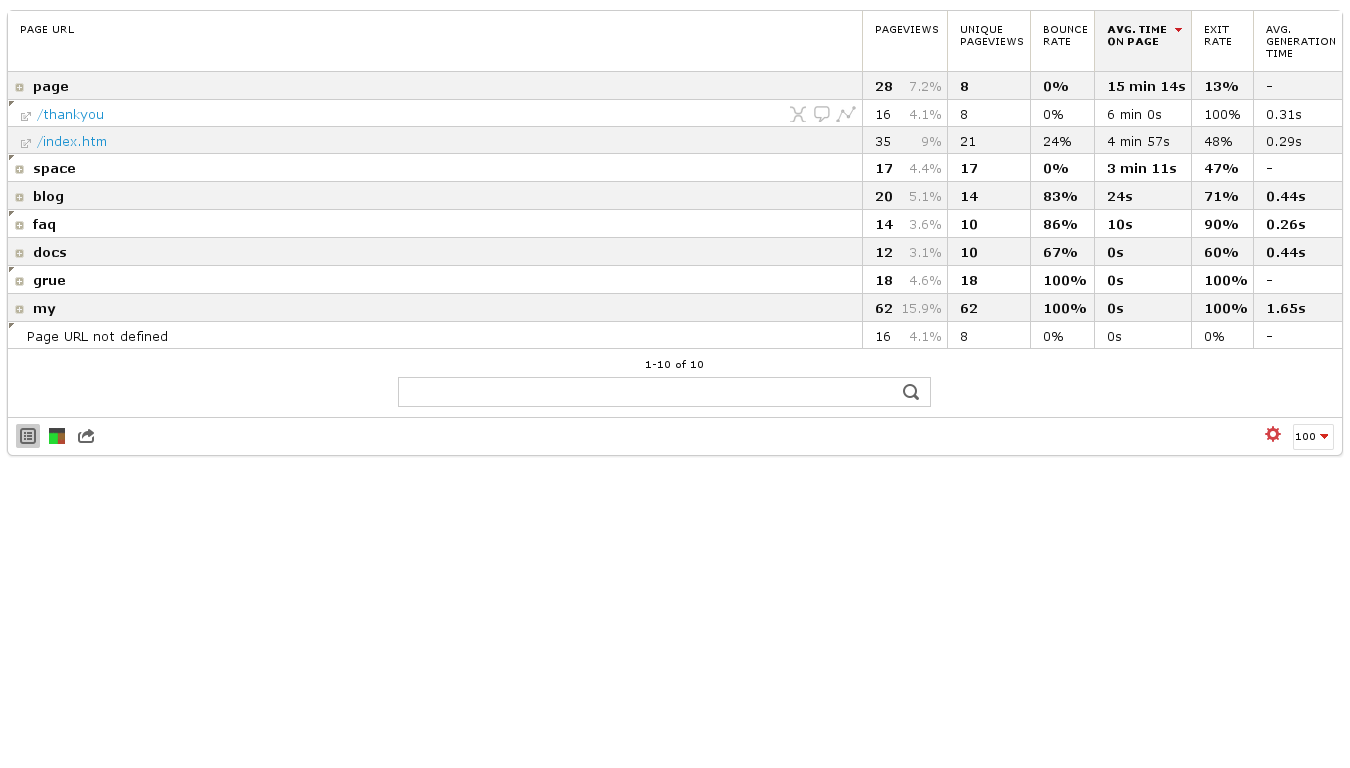 PAGE URL PAGEVIEWS UNIQUE PAGEVIEWS BOUNCE RATE AVG. TIME ON PAGE EXIT RATE AVG. GENERATION TIME
page 28 7.2% 8 0% 15 min 14s 13% -
/thankyou 16 4.1% 8 0% 6 min 0s 100% 0.31s
/index.htm 35 9% 21 24% 4 min 57s 48% 0.29s
space 17 4.4% 17 0% 3 min 11s 47% -
blog 20 5.1% 14 83% 24s 71% 0.44s
faq 14 3.6% 10 86% 10s 90% 0.26s
docs 12 3.1% 10 67% 0s 60% 0.44s
grue 18 4.6% 18 100% 0s 100% -
my 62 15.9% 62 100% 0s 100% 1.65s
Page URL not defined 16 4.1% 8 0% 0s 0% -
1-10 of 10
100